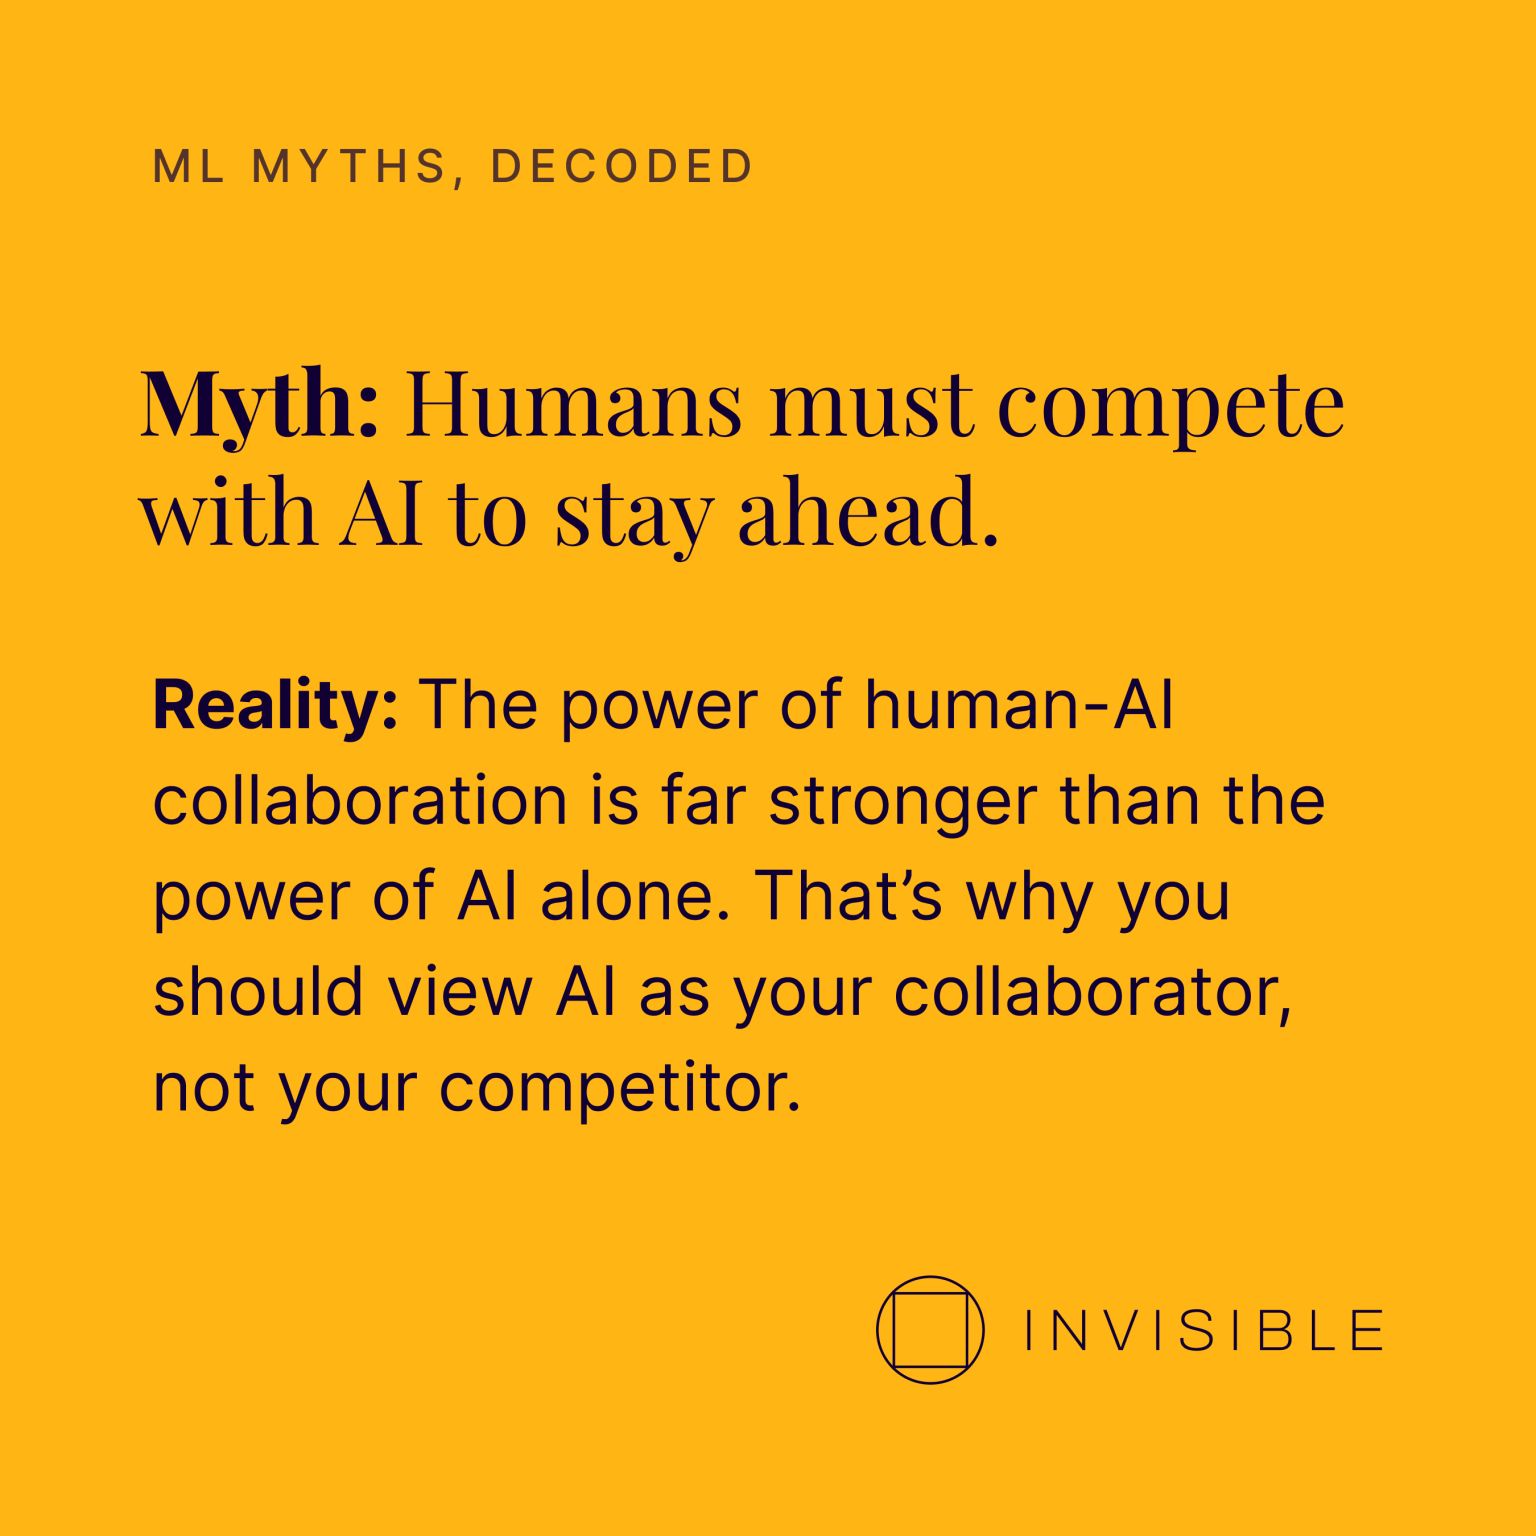 ML MYTHS, DECODED
Myth: Humans must compete
with AI to stay ahead.
Reality: The power of human-AI
collaboration is far stronger than the
power of AI alone. That’s why you
should view AI as your collaborator,
not your competitor.
INVISIBLE